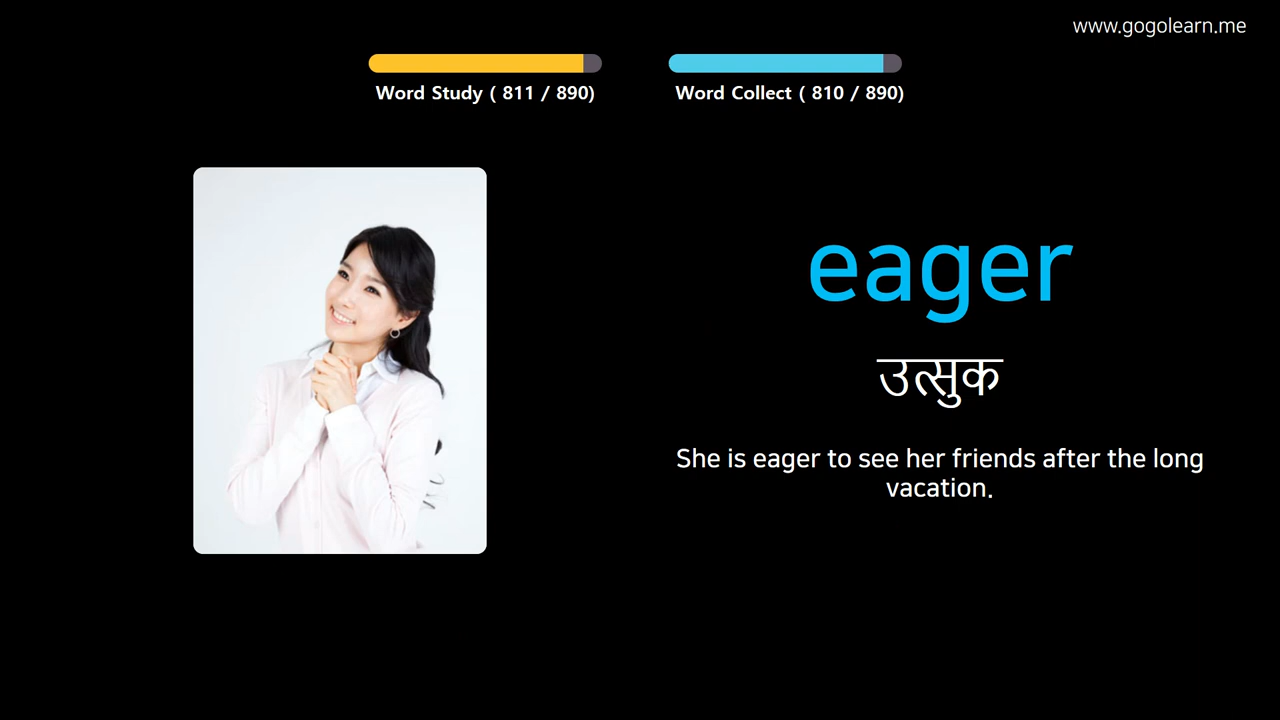 www.gogolearn.me
Word Study ( 811 / 890)
Word Collect ( 810 / 890)
eager
उत्सुक
She is eager to see her friends after the long
vacation.